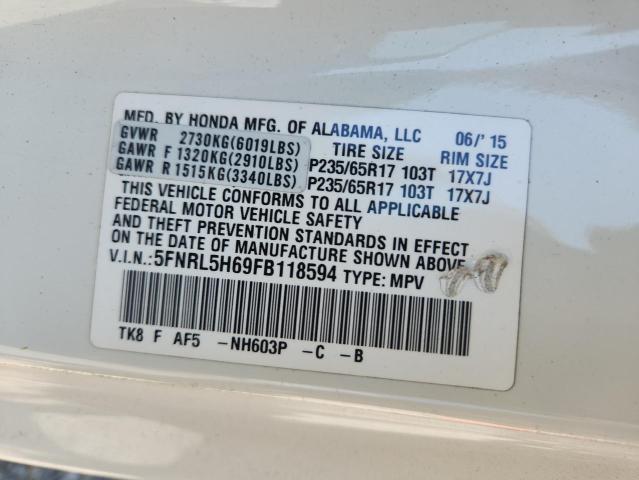 MFD. BY HONDA MFG. OF ALABAMA, LLC 06/'15
GVWR 2730KG(6019LBS) TIRE SIZE RIM SIZE
GAWR F 1320KG(2910LBS) P235/65R17 103T 17X7J
GAWR R 1515KG(3340LBS) P235/65R17 103T 17X7J
THIS VEHICLE CONFORMS TO ALL APPLICABLE
FEDERAL MOTOR VEHICLE SAFETY
AND THEFT PREVENTION STANDARDS IN EFFECT
ON THE DATE OF MANUFACTURE SHOWN ABOVE.
V.I.N.:5FNRL5H69FB118594 TYPE: MPV
TK8 F AF5 -NH603P -C -B